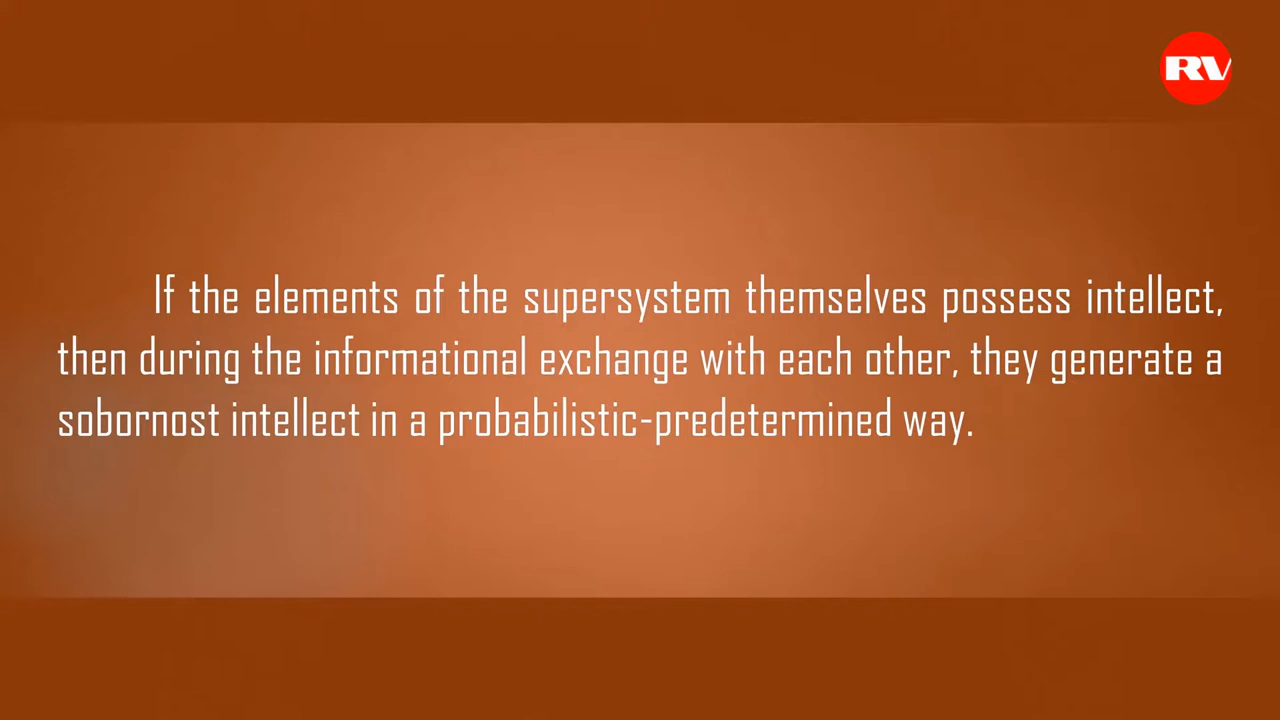 RV
If the elements of the supersystem themselves possess intellect,
then during the informational exchange with each other, they generate a
sobornost intellect in a probabilistic-predetermined way.